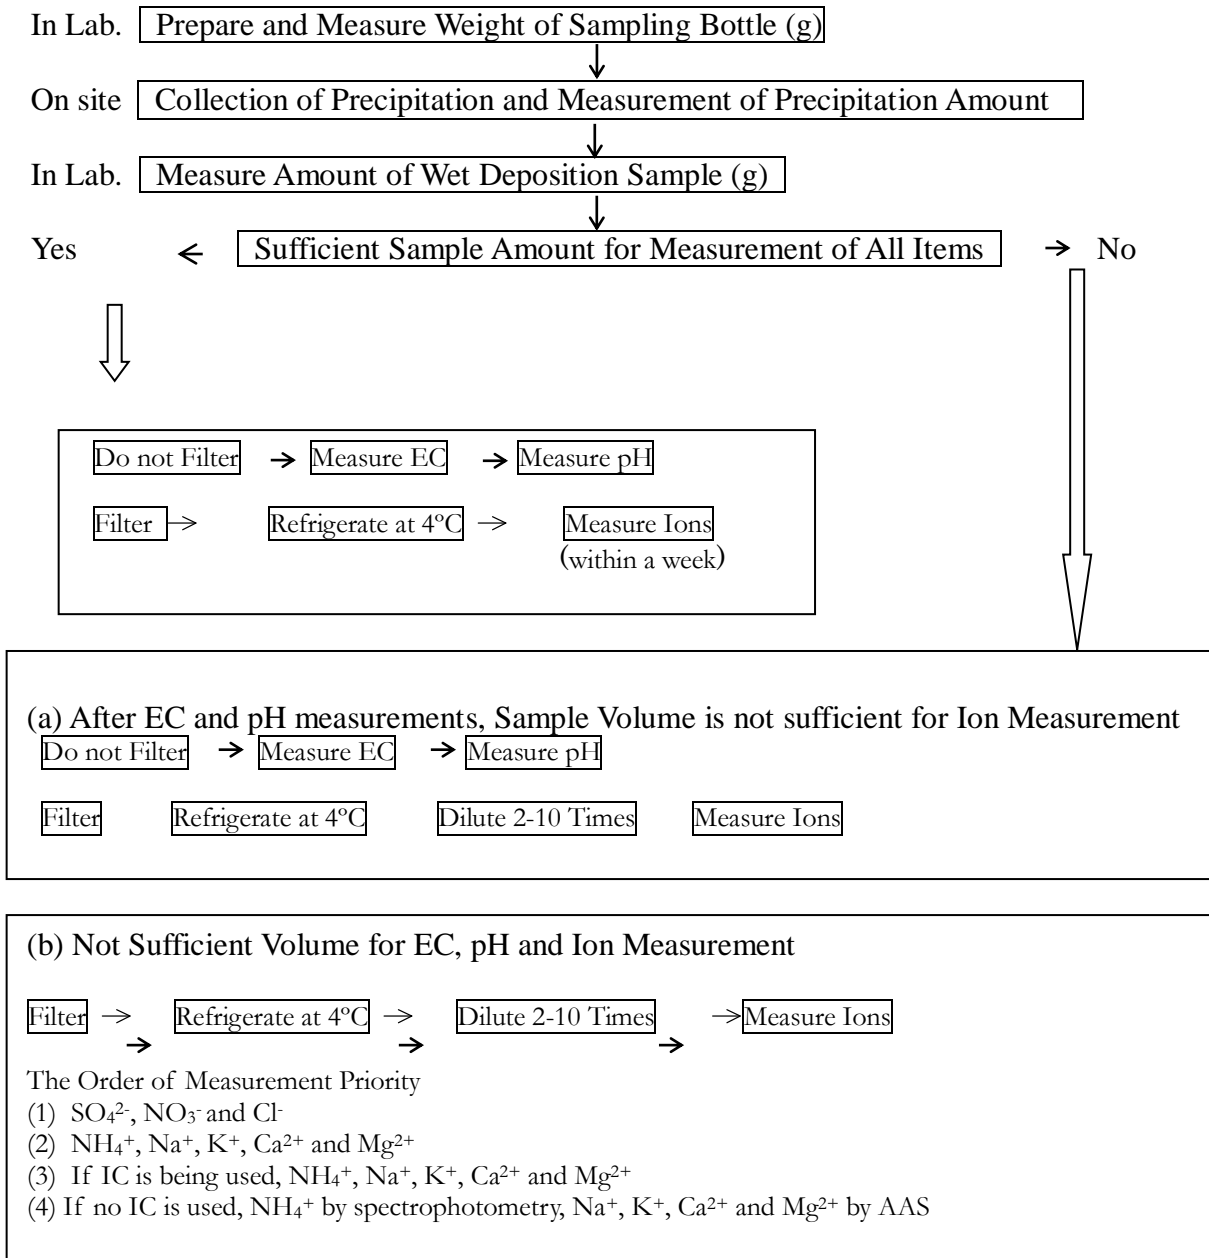 In Lab. Prepare and Measure Weight of Sampling Bottle (g)
On site Collection of Precipitation and Measurement of Precipitation Amount
In Lab. Measure Amount of Wet Deposition Sample (g)
Yes ← Sufficient Sample Amount for Measurement of All Items → No
Do not Filter → Measure EC → Measure pH
Filter → Refrigerate at 4ºC → Measure Ions
(within a week)
(a) After EC and pH measurements, Sample Volume is not sufficient for Ion Measurement
Do not Filter → Measure EC → Measure pH
Filter Refrigerate at 4ºC Dilute 2-10 Times Measure Ions
(b) Not Sufficient Volume for EC, pH and Ion Measurement
Filter → Refrigerate at 4ºC → Dilute 2-10 Times → Measure Ions
The Order of Measurement Priority
(1) SO₄²⁻, NO₃⁻ and Cl⁻
(2) NH₄⁺, Na⁺, K⁺, Ca²⁺ and Mg²⁺
(3) If IC is being used, NH₄⁺, Na⁺, K⁺, Ca²⁺ and Mg²⁺
(4) If no IC is used, NH₄⁺ by spectrophotometry, Na⁺, K⁺, Ca²⁺ and Mg²⁺ by AAS